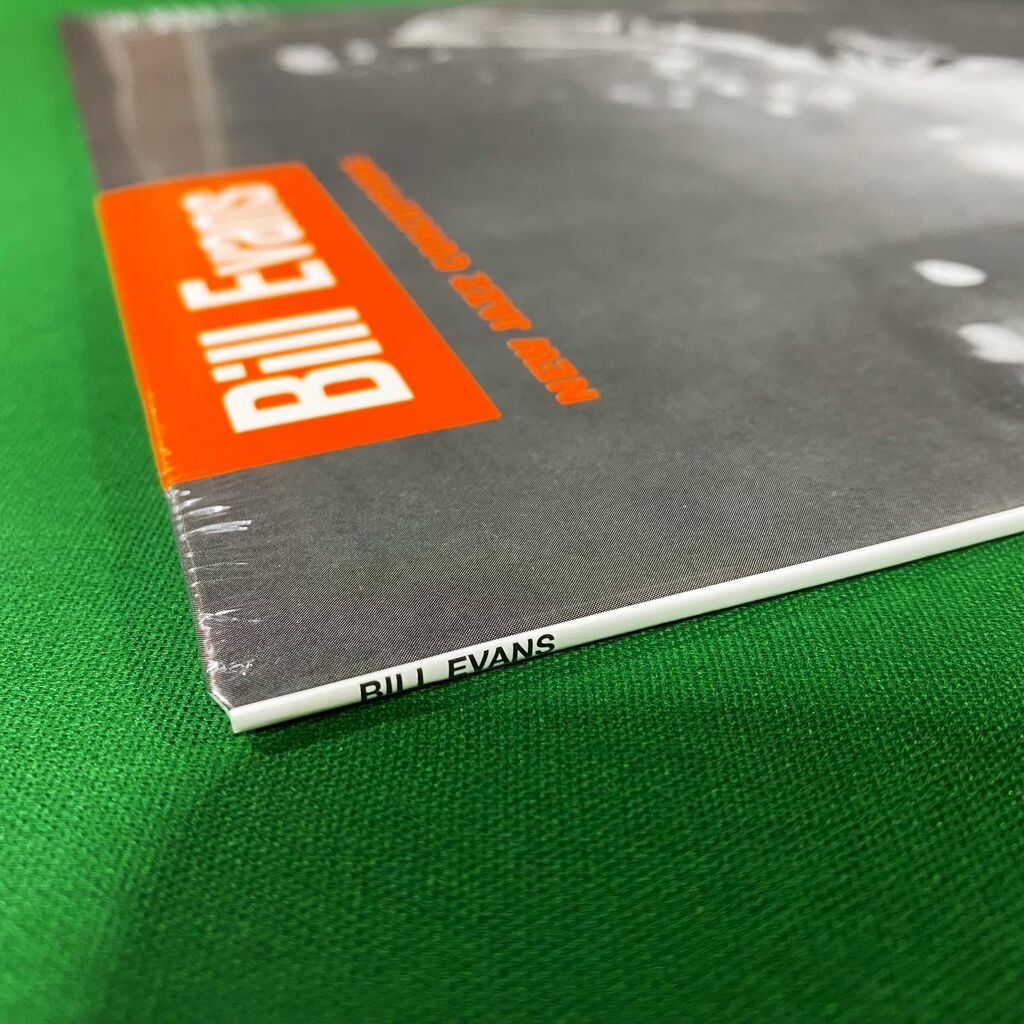 Bill Evans
NEW JAZZ CONCEPTIONS
BILL EVANS